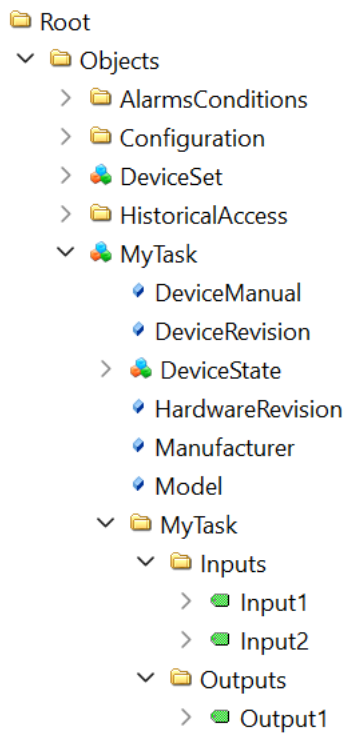 Root
Objects
AlarmsConditions
Configuration
DeviceSet
HistoricalAccess
MyTask
DeviceManual
DeviceRevision
DeviceState
HardwareRevision
Manufacturer
Model
MyTask
Inputs
Input1
Input2
Outputs
Output1